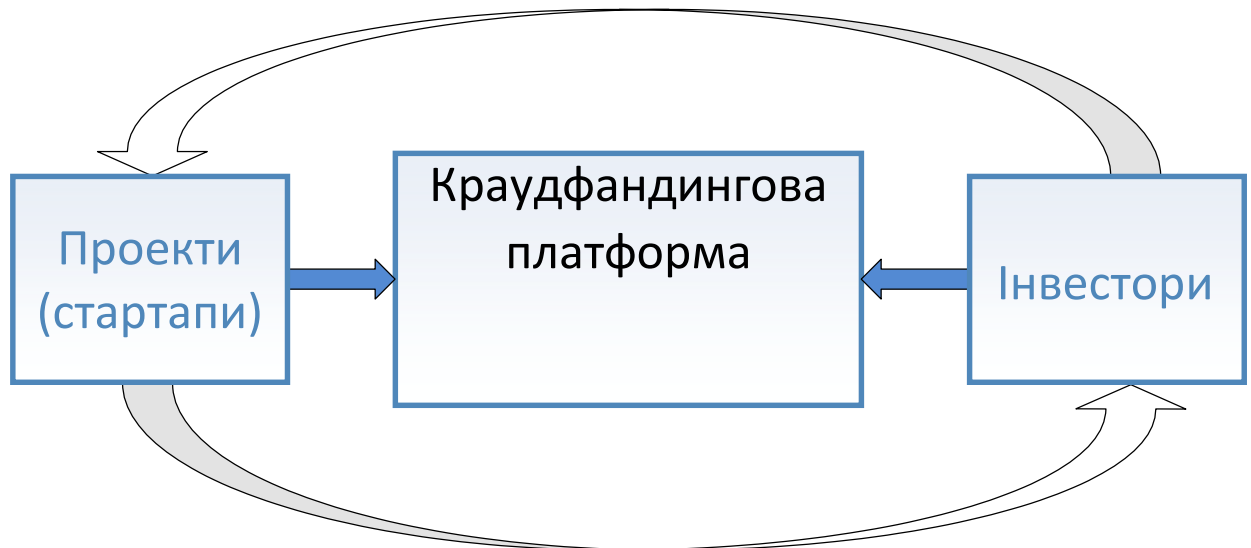 Краудфандингова
платформа
Проекти
(стартапи)
Інвестори